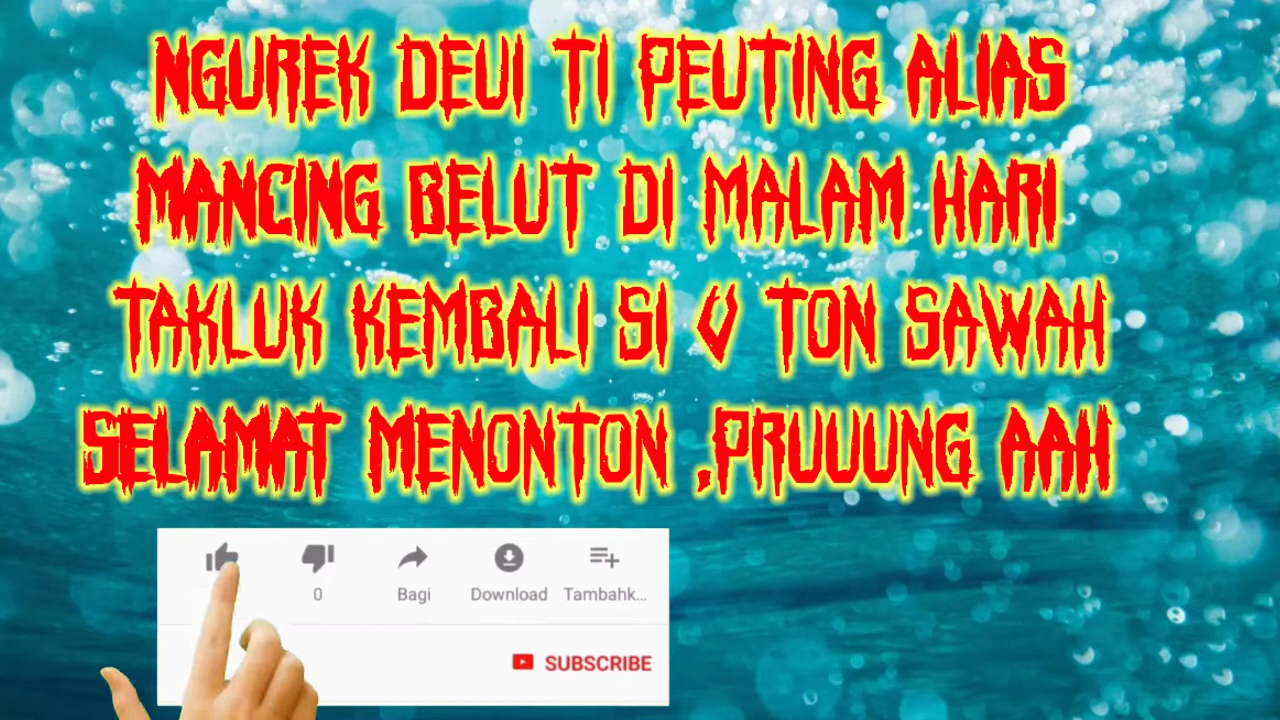 NGUREK DEUI TI PEUTING ALIAS
MANCING BELUT DI MALAM HARI
TAKLUK KEMBALI SI V TON SAWAH
SELAMAT MENONTON ,PRUUUNG AAH
0 Bagi Download Tambahk...
SUBSCRIBE